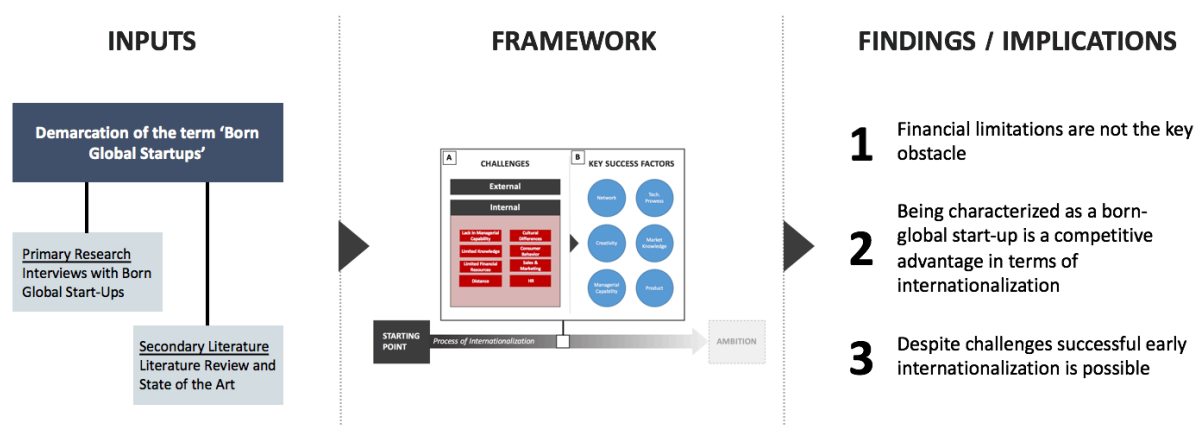 INPUTS
Demarcation of the term ‘Born
Global Startups’
Primary Research
Interviews with Born
Global Start-Ups
Secondary Literature
Literature Review and
State of the Art
FRAMEWORK
A
CHALLENGES
External
Internal
Lack in Managerial
Capability
Cultural
Differences
Limited Knowledge
Consumer
Behavior
Limited Financial
Resources
Sales &
Marketing
Distance
HR
B
KEY SUCCESS FACTORS
Network
Tech.
Prowess
Creativity
Market
Knowledge
Managerial
Capability
Product
STARTING
POINT
Process of Internationalization
AMBITION
FINDINGS / IMPLICATIONS
1
Financial limitations are not the key
obstacle
2
Being characterized as a born-
global start-up is a competitive
advantage in terms of
internationalization
3
Despite challenges successful early
internationalization is possible